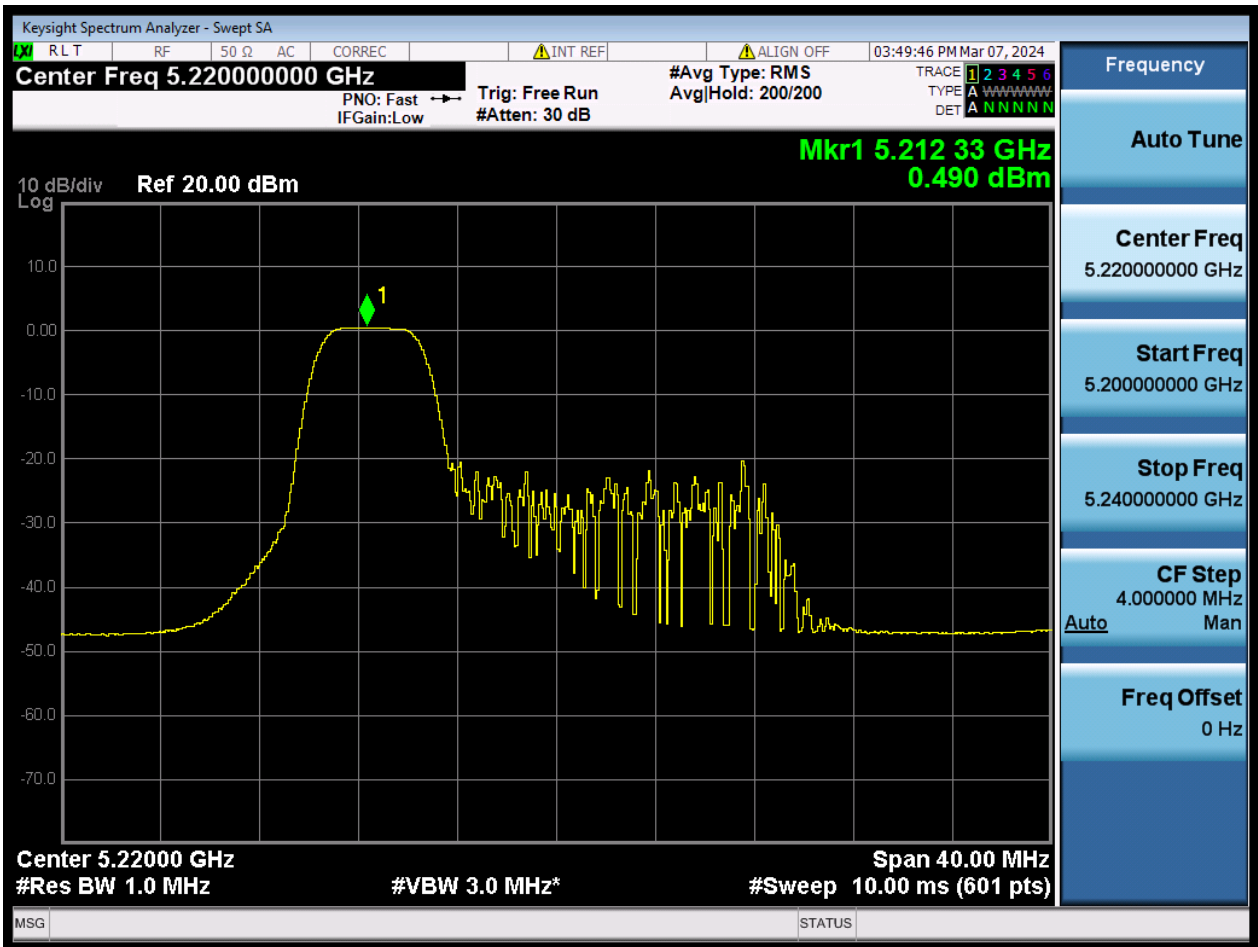 Keysight Spectrum Analyzer - Swept SA
LXI RLT RF 50 Ω AC CORREC INT REF ALIGN OFF 03:49:46 PM Mar 07, 2024
Center Freq 5.220000000 GHz
PNO: Fast
IFGain:Low
Trig: Free Run
#Atten: 30 dB
#Avg Type: RMS
Avg|Hold: 200/200
TRACE 1 2 3 4 5 6
TYPE A WWWWW
DET A N N N N N
Mkr1 5.212 33 GHz
0.490 dBm
10 dB/div Ref 20.00 dBm
Log
10.0
1
0.00
-10.0
-20.0
-30.0
-40.0
-50.0
-60.0
-70.0
Center 5.22000 GHz Span 40.00 MHz
#Res BW 1.0 MHz #VBW 3.0 MHz* #Sweep 10.00 ms (601 pts)
MSG STATUS
Frequency
Auto Tune
Center Freq
5.220000000 GHz
Start Freq
5.200000000 GHz
Stop Freq
5.240000000 GHz
CF Step
4.000000 MHz
Auto Man
Freq Offset
0 Hz